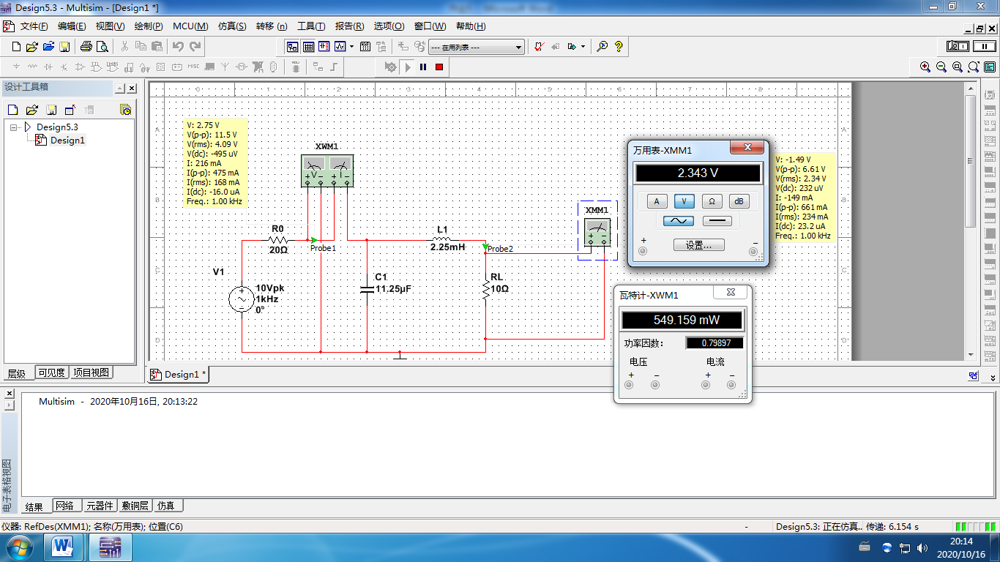 Design5.3 - Multisim - [Design1 *]
文件(F) 编辑(E) 视图(V) 绘制(P) MCU(M) 仿真(S) 转移 (n) 工具(T) 报告(R) 选项(O) 窗口(W) 帮助(H)
--- 在用列表 ---
MISC
设计工具箱
Design5.3
Design1
层级 可见度 项目视图
0 1 2 3 4 5 6 7 8
A
B
C
D
A
B
C
D
V: 2.75 V
V(p-p): 11.5 V
V(rms): 4.09 V
V(dc): -495 uV
I: 216 mA
I(p-p): 475 mA
I(rms): 168 mA
I(dc): -16.0 uA
Freq.: 1.00 kHz
XWM1
V I
R0
20Ω
Probe1
V1
10Vpk
1kHz
0°
C1
11.25µF
L1
2.25mH
Probe2
RL
10Ω
XMM1
万用表-XMM1
2.343 V
A V Ω dB
+ 设置... −
V: -1.49 V
V(p-p): 6.61 V
V(rms): 2.34 V
V(dc): 232 uV
I: -149 mA
I(p-p): 661 mA
I(rms): 234 mA
I(dc): 23.2 uA
Freq.: 1.00 kHz
瓦特计-XWM1
549.159 mW
功率因数: 0.79897
电压 电流
+ − + −
Design1 *
Multisim - 2020年10月16日, 20:13:22
电子表格视图
结果 网络 元器件 敷铜层 仿真
仪器: RefDes(XMM1); 名称(万用表); 位置(C6)
-
Design5.3: 正在仿真.. 传递: 6.154 s
20:14
2020/10/16